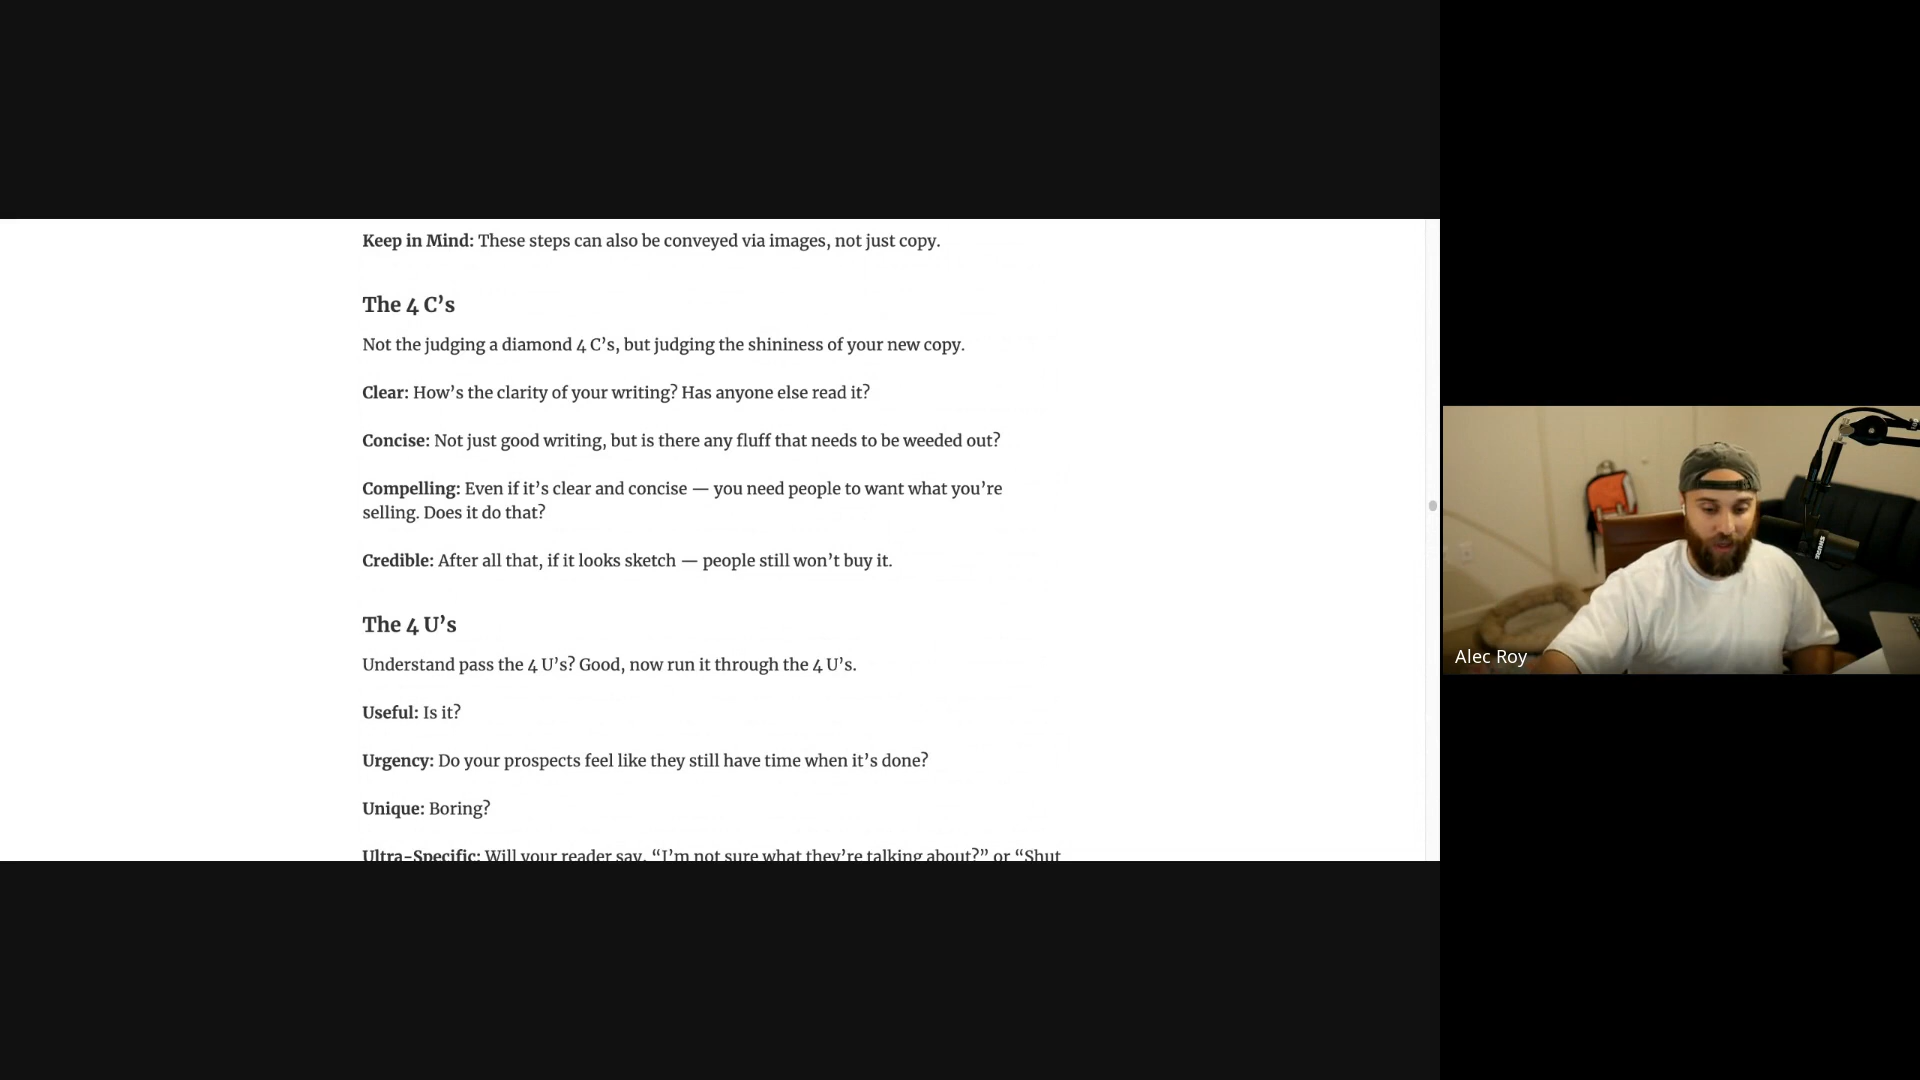 Keep in Mind: These steps can also be conveyed via images, not just copy.
The 4 C’s
Not the judging a diamond 4 C’s, but judging the shininess of your new copy.
Clear: How’s the clarity of your writing? Has anyone else read it?
Concise: Not just good writing, but is there any fluff that needs to be weeded out?
Compelling: Even if it’s clear and concise — you need people to want what you’re
selling. Does it do that?
Credible: After all that, if it looks sketch — people still won’t buy it.
The 4 U’s
Understand pass the 4 U’s? Good, now run it through the 4 U’s.
Useful: Is it?
Urgency: Do your prospects feel like they still have time when it’s done?
Unique: Boring?
Ultra-Specific: Will your reader say, “I’m not sure what they’re talking about?” or “Shut
SHURE
Alec Roy